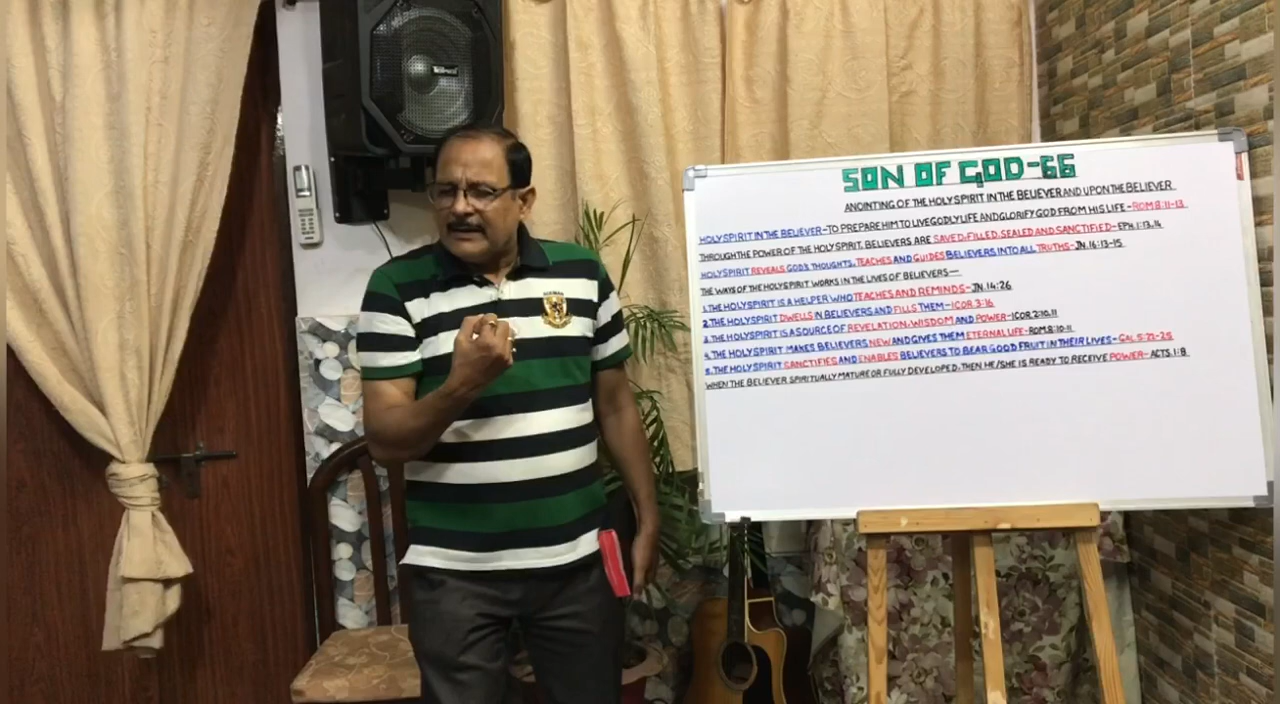 SON OF GOD-66
ANOINTING OF THE HOLY SPIRIT IN THE BELIEVER AND UPON THE BELIEVER
HOLY SPIRIT IN THE BELIEVER-TO PREPARE HIM TO LIVE GODLY LIFE AND GLORIFY GOD FROM HIS LIFE-ROM 8:11-13
THROUGH THE POWER OF THE HOLY SPIRIT, BELIEVERS ARE SAVED, FILLED, SEALED AND SANCTIFIED-EPH. 1:13,14
HOLY SPIRIT REVEALS GOD'S THOUGHTS, TEACHES AND GUIDES BELIEVERS INTO ALL TRUTHS-JN. 16:13-15
THE WAYS OF THE HOLY SPIRIT WORKS IN THE LIVES OF BELIEVERS-
1. THE HOLY SPIRIT IS A HELPER WHO TEACHES AND REMINDS-JN. 14:26
2. THE HOLY SPIRIT DWELLS IN BELIEVERS AND FILLS THEM-1COR. 3:16
3. THE HOLY SPIRIT IS A SOURCE OF REVELATION, WISDOM AND POWER-1COR. 2:10,11
4. THE HOLY SPIRIT MAKES BELIEVERS NEW AND GIVES THEM ETERNAL LIFE-ROM. 8:10-11
5. THE HOLY SPIRIT SANCTIFIES AND ENABLES BELIEVERS TO BEAR GOOD FRUIT IN THEIR LIVES-GAL 5:22-25
WHEN THE BELIEVER SPIRITUALLY MATURE OR FULLY DEVELOPED, THEN HE/SHE IS READY TO RECEIVE POWER-ACTS. 1:8